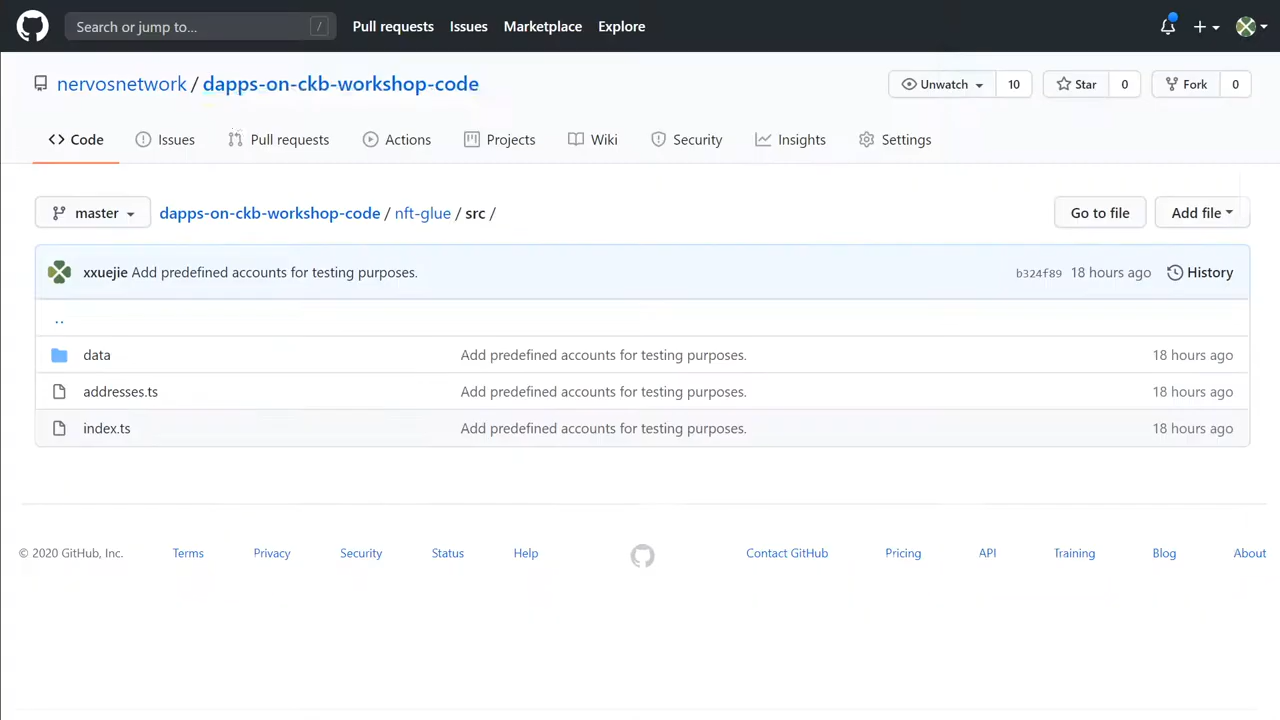 Search or jump to... / Pull requests Issues Marketplace Explore
nervosnetwork / dapps-on-ckb-workshop-code Unwatch 10 Star 0 Fork 0
Code Issues Pull requests Actions Projects Wiki Security Insights Settings
master dapps-on-ckb-workshop-code / nft-glue / src / Go to file Add file
xxuejie Add predefined accounts for testing purposes. b324f89 18 hours ago History
..
data Add predefined accounts for testing purposes. 18 hours ago
addresses.ts Add predefined accounts for testing purposes. 18 hours ago
index.ts Add predefined accounts for testing purposes. 18 hours ago
© 2020 GitHub, Inc. Terms Privacy Security Status Help Contact GitHub Pricing API Training Blog About